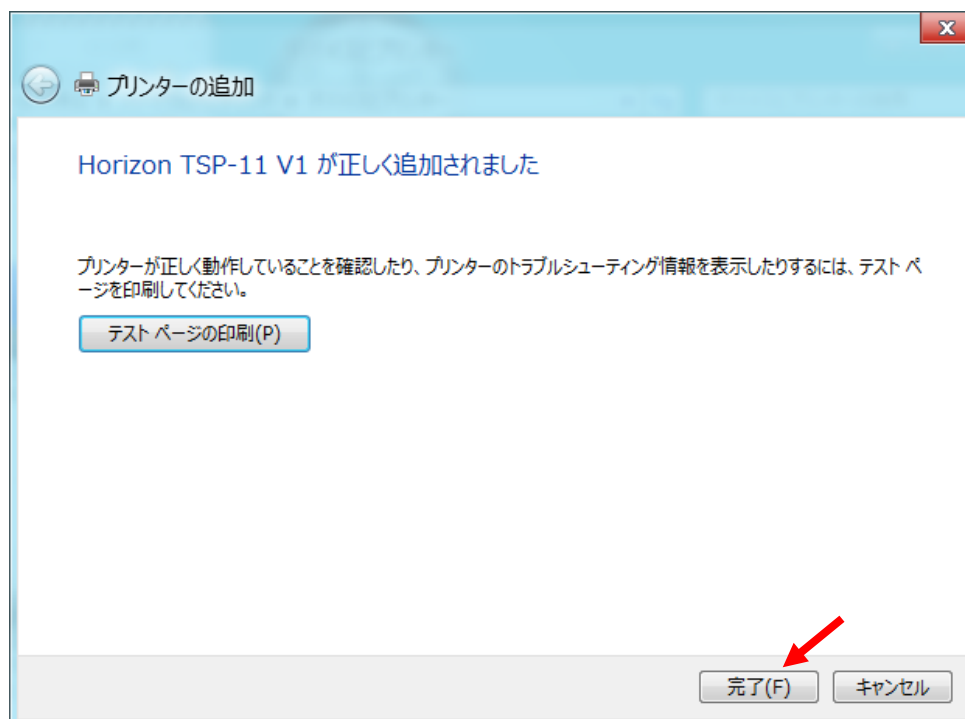 プリンターの追加
Horizon TSP-11 V1 が正しく追加されました
プリンターが正しく動作していることを確認したり、プリンターのトラブルシューティング情報を表示したりするには、テスト ペ
ージを印刷してください。
テスト ページの印刷(P)
完了(F)
キャンセル